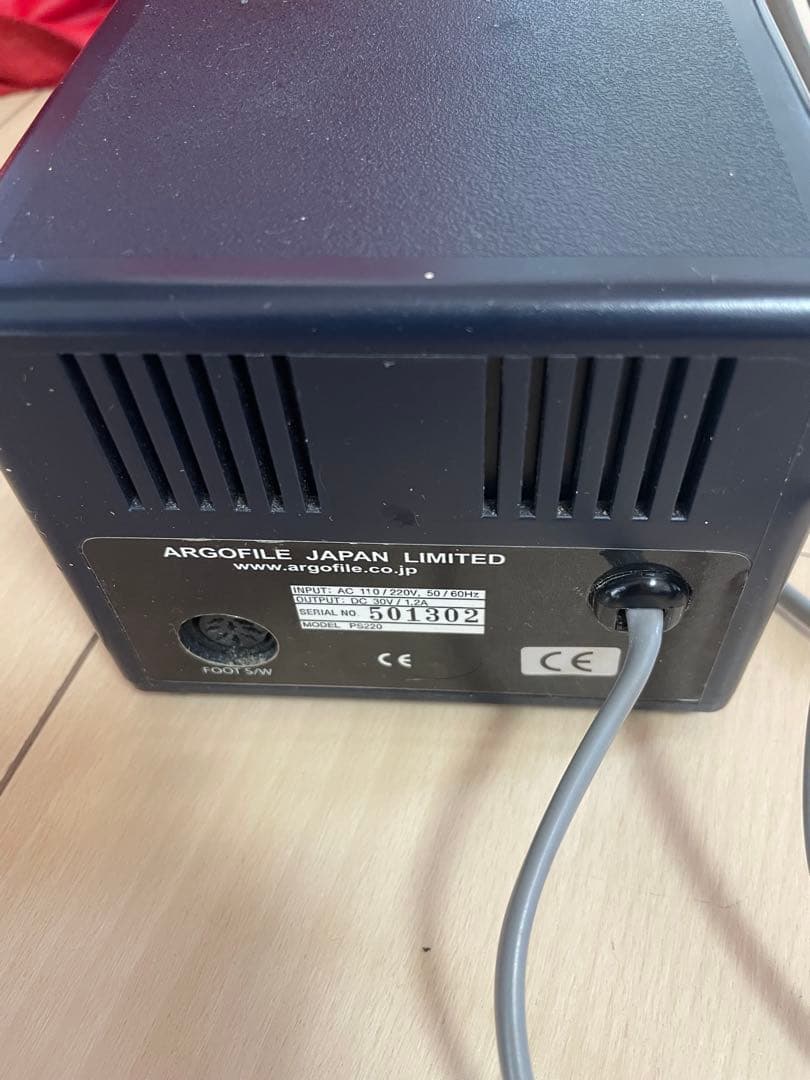 ARGOFILE JAPAN LIMITED
www.argofile.co.jp
INPUT: AC 110 / 220V, 50 / 60Hz
OUTPUT: DC 30V / 1.2A
SERIAL NO. 501302
MODEL PS220
FOOT S/W
CE
CE